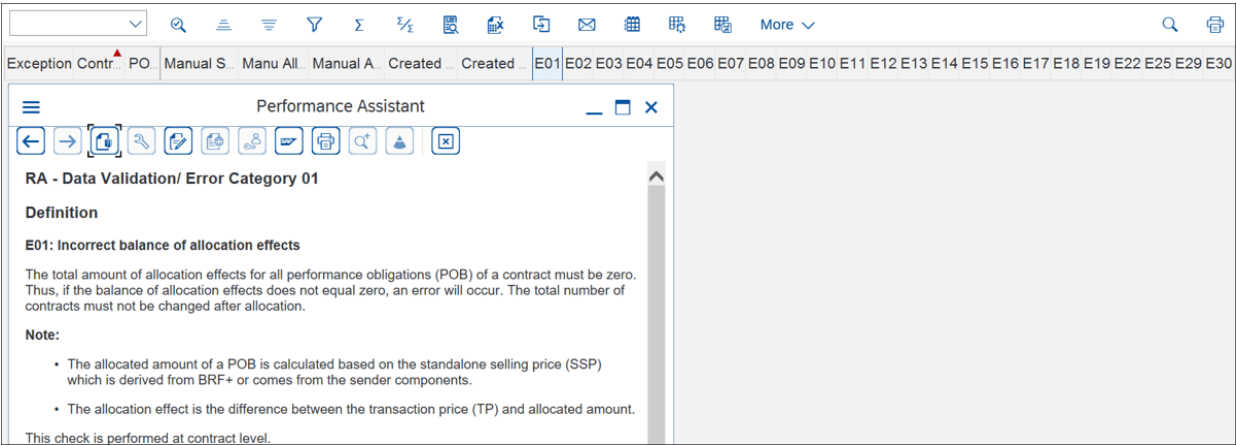 More
Exception Contr... PO... Manual S... Manu All... Manual A... Created ... Created ... E01 E02 E03 E04 E05 E06 E07 E08 E09 E10 E11 E12 E13 E14 E15 E16 E17 E18 E19 E22 E25 E29 E30
Performance Assistant
RA - Data Validation/ Error Category 01
Definition
E01: Incorrect balance of allocation effects
The total amount of allocation effects for all performance obligations (POB) of a contract must be zero.
Thus, if the balance of allocation effects does not equal zero, an error will occur. The total number of
contracts must not be changed after allocation.
Note:
• The allocated amount of a POB is calculated based on the standalone selling price (SSP)
which is derived from BRF+ or comes from the sender components.
• The allocation effect is the difference between the transaction price (TP) and allocated amount.
This check is performed at contract level.